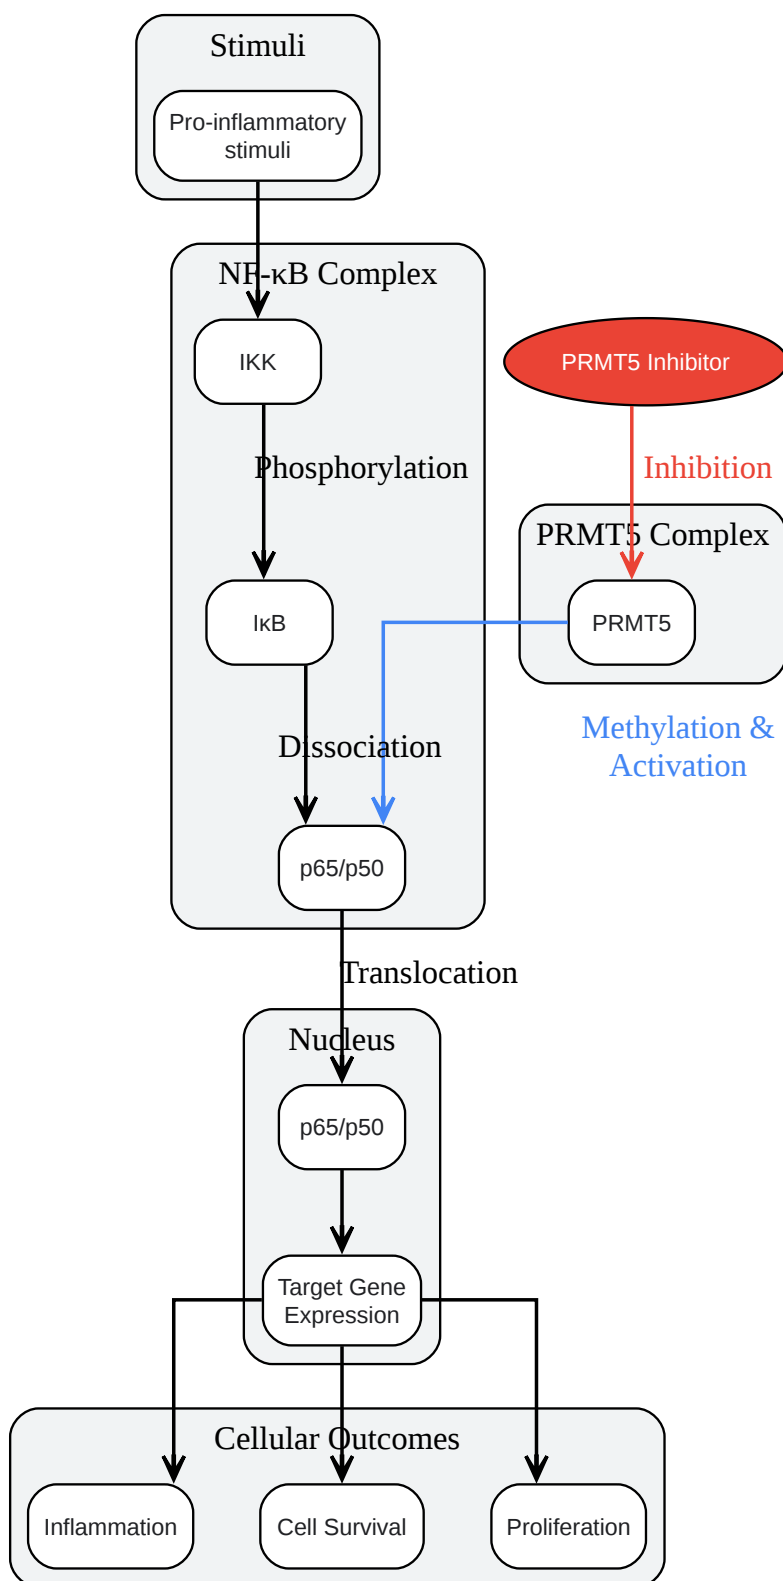 Stimuli
Pro-inflammatory
stimuli
NF-κB Complex
IKK
PRMT5 Inhibitor
Phosphorylation
Inhibition
PRMT5 Complex
IκB
PRMT5
Methylation &
Activation
Dissociation
p65/p50
Translocation
Nucleus
p65/p50
Target Gene
Expression
Cellular Outcomes
Inflammation
Cell Survival
Proliferation